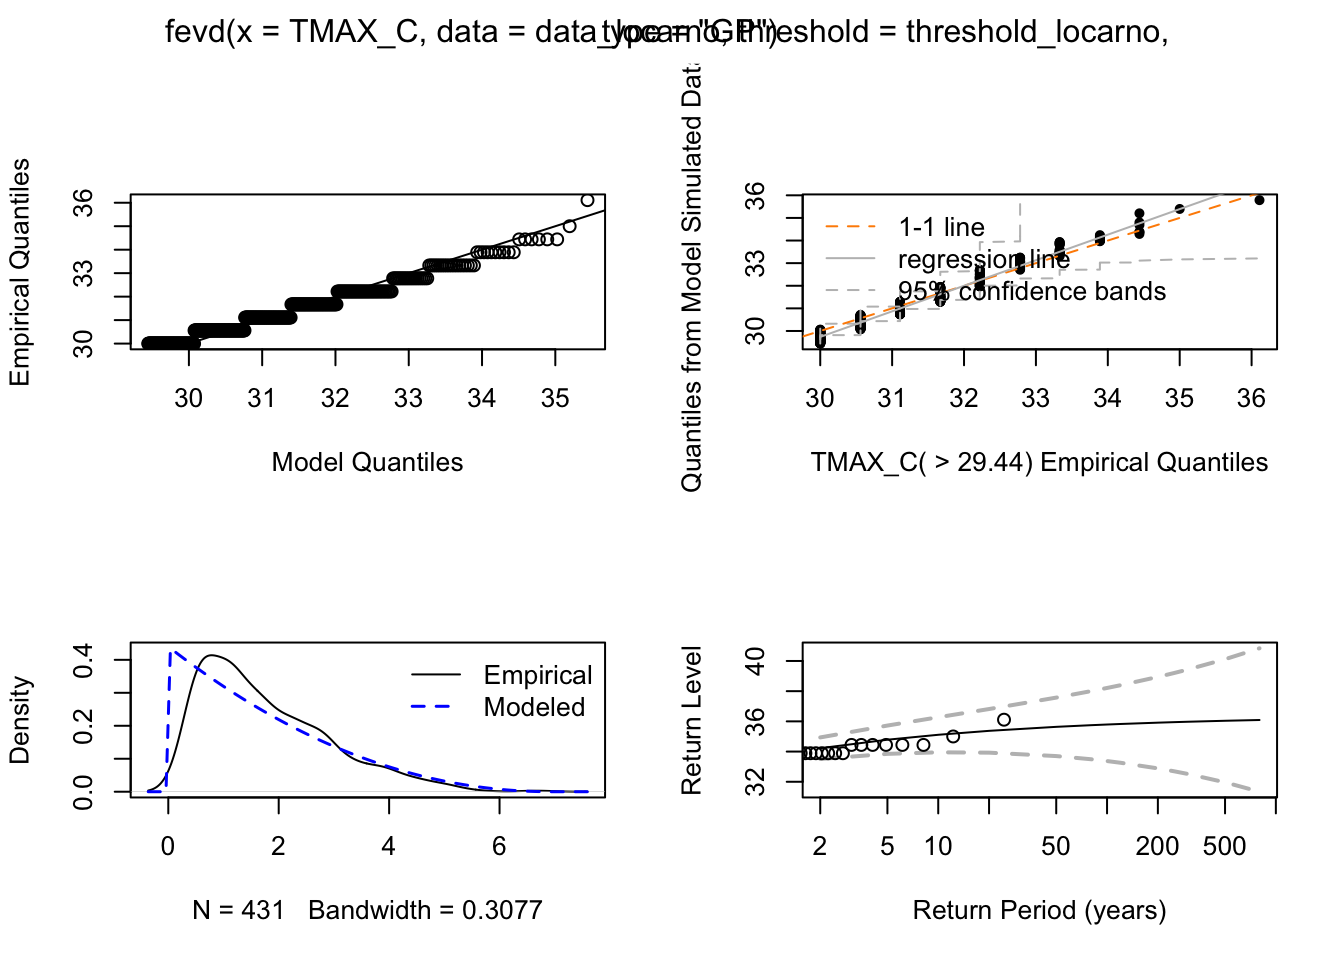 fevd(x = TMAX_C, data = data_locarno, threshold = threshold_locarno,
type = "GP")
Empirical Quantiles
30 33 36
30 31 32 33 34 35
Model Quantiles
Quantiles from Model Simulated Data
30 33 36
1-1 line
regression line
95% confidence bands
30 31 32 33 34 35 36
TMAX_C( > 29.44) Empirical Quantiles
Density
0.0 0.2 0.4
Empirical
Modeled
0 2 4 6
N = 431 Bandwidth = 0.3077
Return Level
32 36 40
2 5 10 50 200 500
Return Period (years)